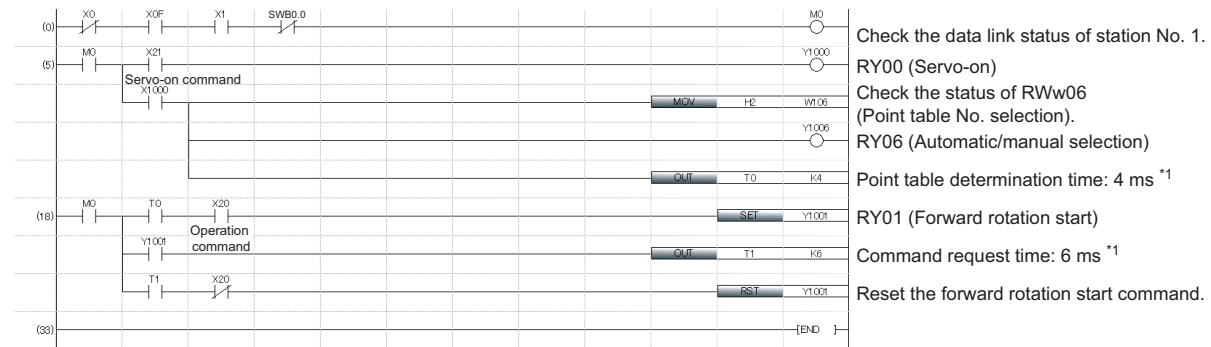 X0 X0F X1 SWB0.0 M0
(0)
Check the data link status of station No. 1.
M0 X21 Y1000
(5)
RY00 (Servo-on)
Servo-on command
X1000
MOV H2 W106
Check the status of RWw06
(Point table No. selection).
Y1006
RY06 (Automatic/manual selection)
OUT T0 K4
Point table determination time: 4 ms *1
M0 T0 X20
(18)
SET Y1001
RY01 (Forward rotation start)
Operation
command
Y1001
OUT T1 K6
Command request time: 6 ms *1
T1 X20
RST Y1001
Reset the forward rotation start command.
(33)
[END ]